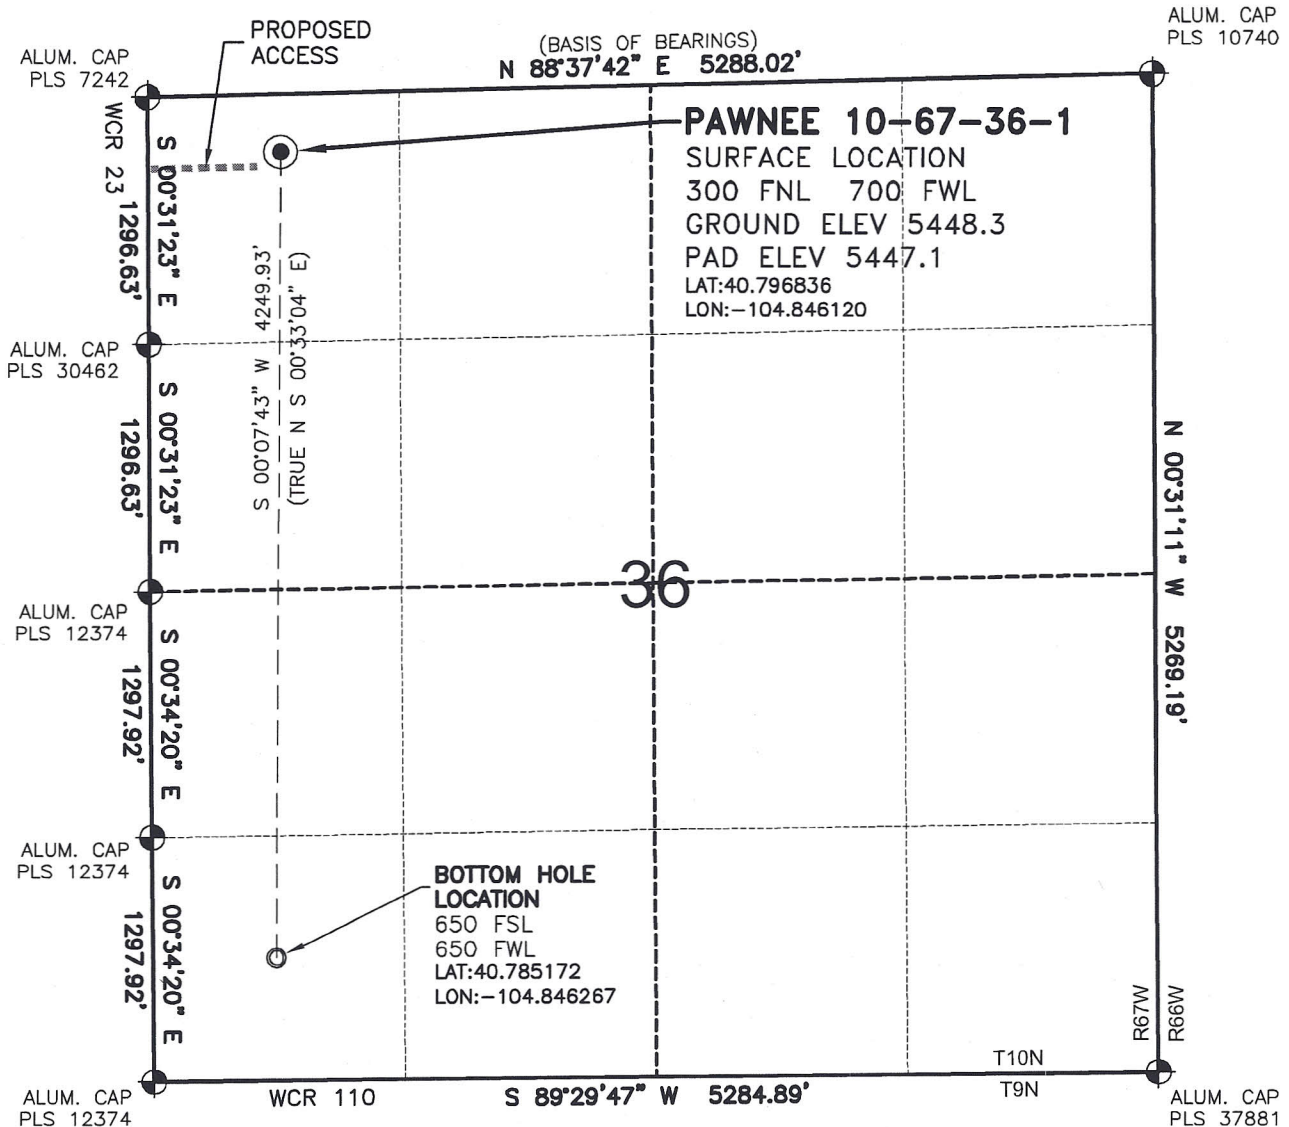 ALUM. CAP
PLS 10740
PROPOSED
ACCESS
(BASIS OF BEARINGS)
N 88°37'42" E 5288.02'
ALUM. CAP
PLS 7242
WCR 23
S 00°31'23" E
1296.63'
PAWNEE 10-67-36-1
SURFACE LOCATION
300 FNL 700 FWL
GROUND ELEV 5448.3
PAD ELEV 5447.1
LAT:40.796836
LON:-104.846120
S 00°07'43" W 4249.93'
(TRUE N S 00°33'04" E)
ALUM. CAP
PLS 30462
S 00°31'23" E
1296.63'
N 00°31'11" W 5269.19'
36
ALUM. CAP
PLS 12374
S 00°34'20" E
1297.92'
ALUM. CAP
PLS 12374
S 00°34'20" E
1297.92'
BOTTOM HOLE
LOCATION
650 FSL
650 FWL
LAT:40.785172
LON:-104.846267
R67W
R66W
T10N
T9N
ALUM. CAP
PLS 12374
WCR 110
S 89°29'47" W 5284.89'
ALUM. CAP
PLS 37881